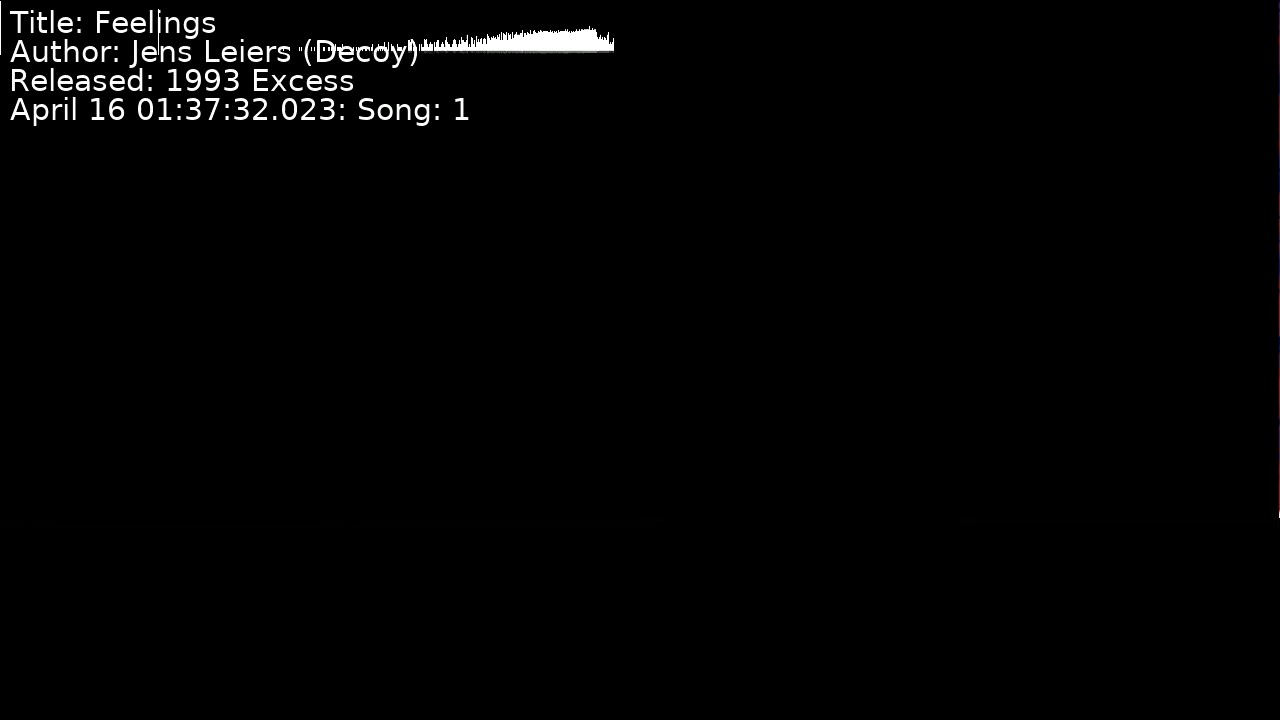 Title: Feelings
Author: Jens Leiers (Decoy)
Released: 1993 Excess
April 16 01:37:32.023: Song: 1